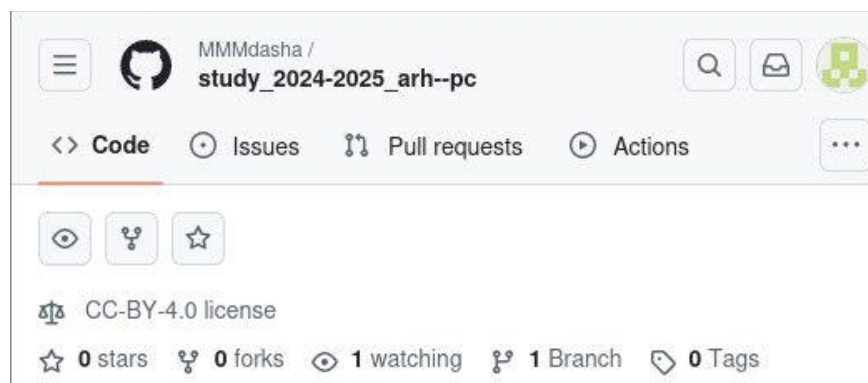 MMMdasha /
study_2024-2025_arh--pc
Code Issues Pull requests Actions
CC-BY-4.0 license
0 stars 0 forks 1 watching 1 Branch 0 Tags